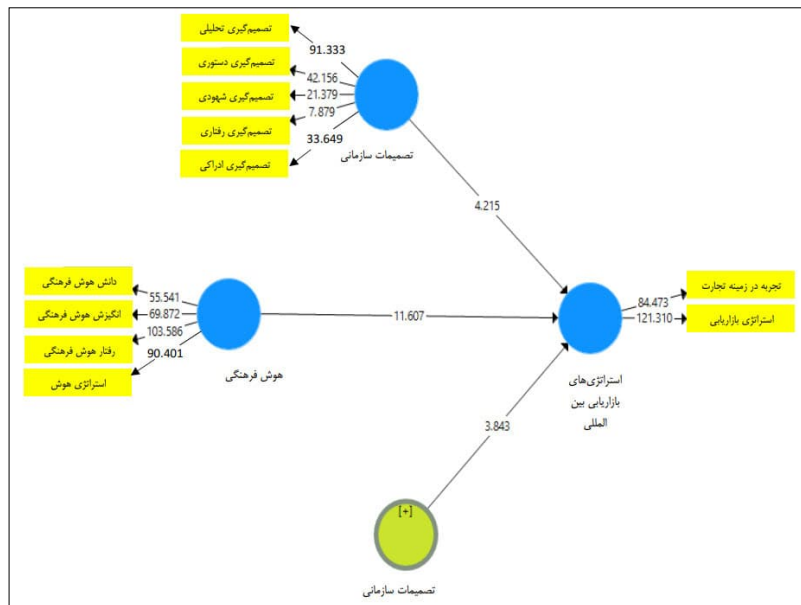 تصمیم‌گیری تحلیلی
91.333
تصمیم‌گیری دستوری
42.156
تصمیم‌گیری شهودی
21.379
تصمیم‌گیری رفتاری
7.879
تصمیم‌گیری ادراکی
33.649
تصمیمات سازمانی
4.215
دانش هوش فرهنگی
55.541
انگیزش هوش فرهنگی
69.872
رفتار هوش فرهنگی
103.586
استراتژی هوش
90.401
هوش فرهنگی
11.607
تجربه در زمینه تجارت
84.473
استراتژی بازاریابی
121.310
استراتژی‌های
بازاریابی بین
المللی
3.843
[+]
تصمیمات سازمانی